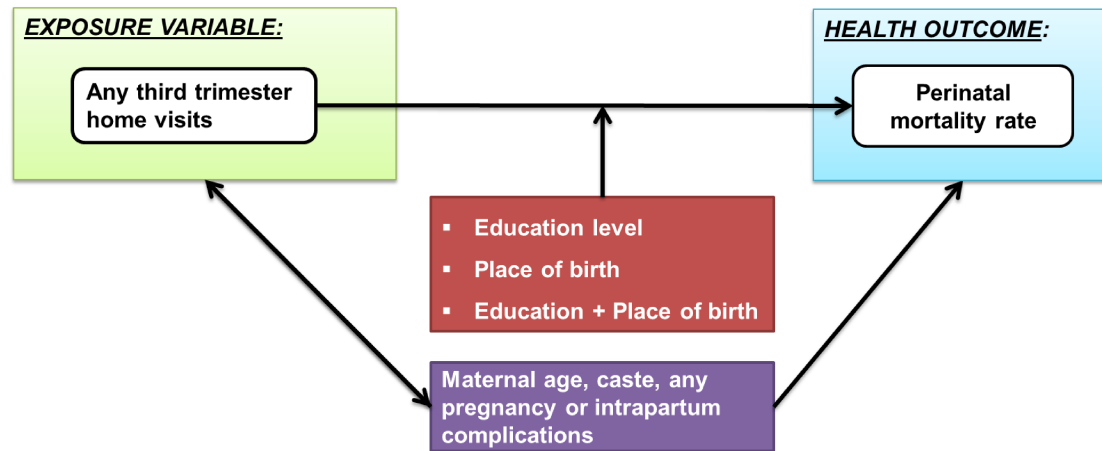 EXPOSURE VARIABLE:
Any third trimester
home visits
HEALTH OUTCOME:
Perinatal
mortality rate
▪ Education level
▪ Place of birth
▪ Education + Place of birth
Maternal age, caste, any
pregnancy or intrapartum
complications